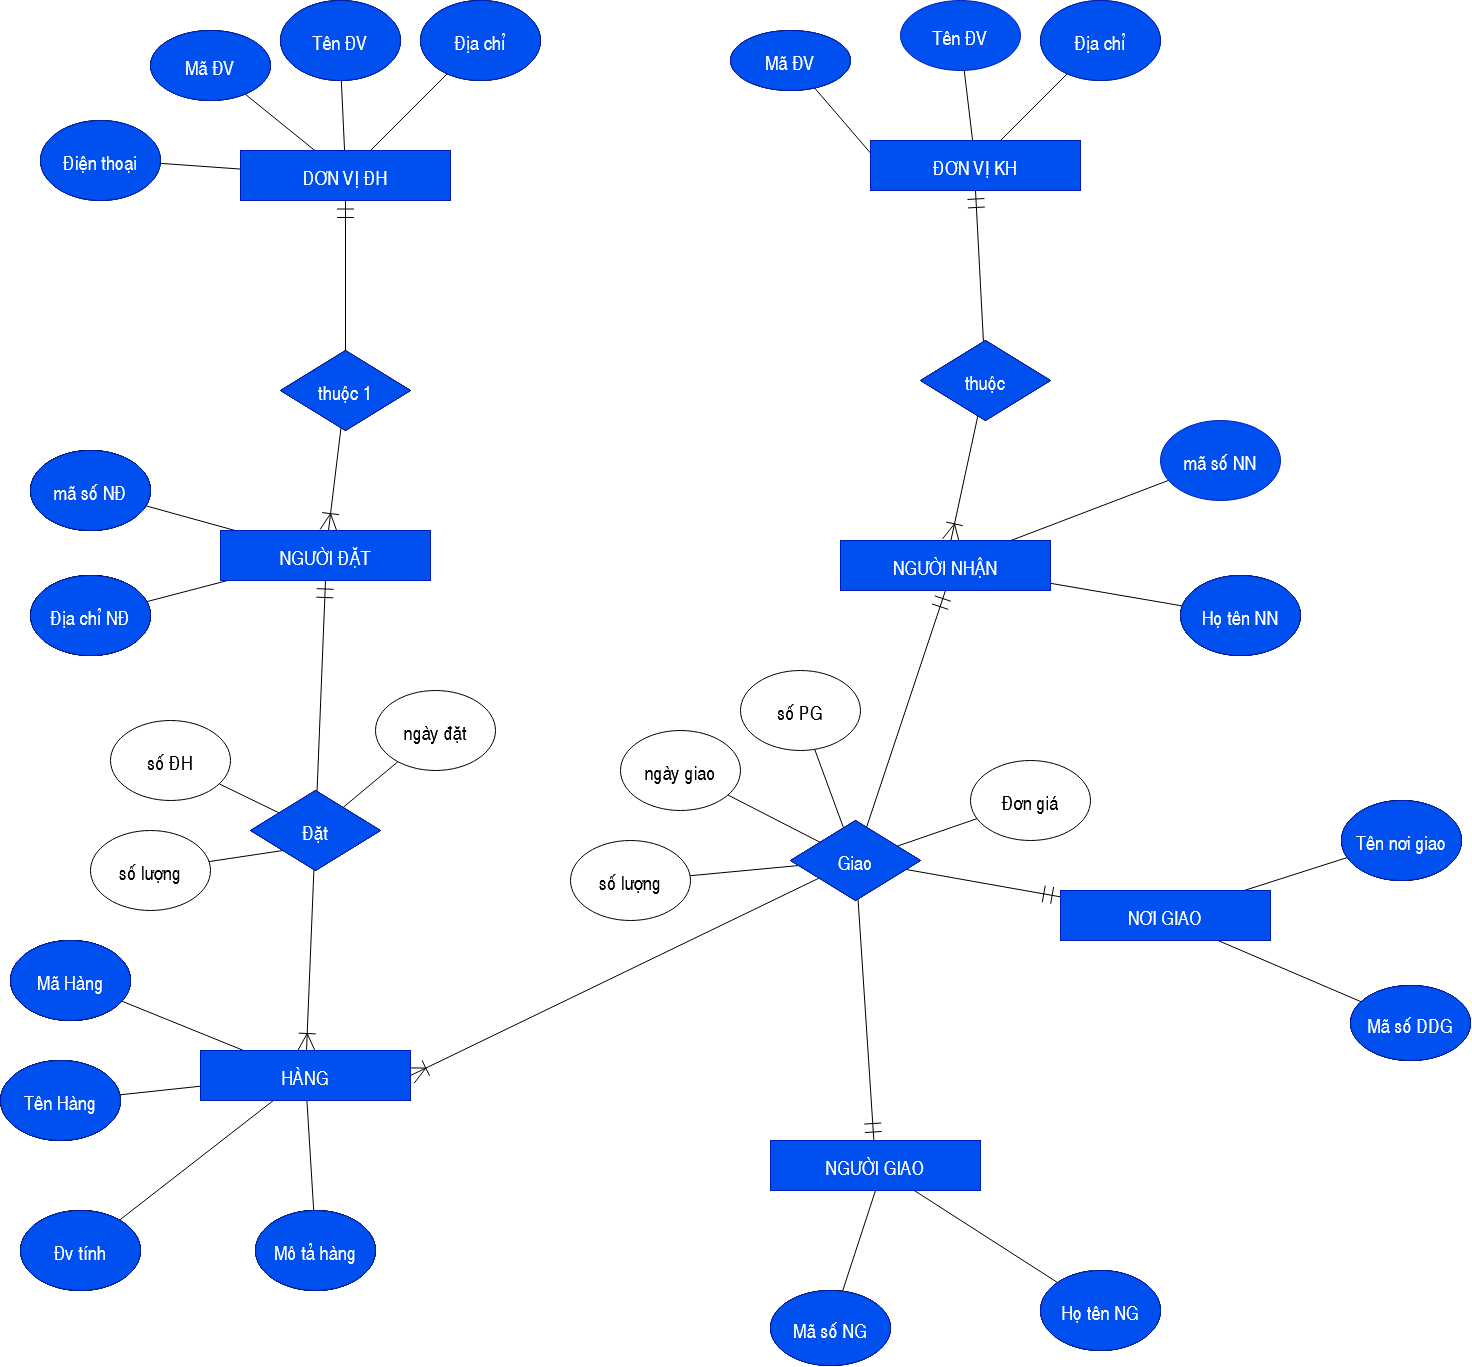 Tên ĐV
Địa chỉ
Mã ĐV
Điện thoại
DƠN VỊ ĐH
Tên ĐV
Địa chỉ
Mã ĐV
ĐƠN VỊ KH
thuộc 1
thuộc
mã số NĐ
NGƯỜI ĐẶT
Địa chỉ NĐ
mã số NN
NGƯỜI NHẬN
Họ tên NN
số ĐH
ngày đặt
Đặt
số lượng
số PG
ngày giao
Đơn giá
Giao
số lượng
Tên nơi giao
NƠI GIAO
Mã số DDG
Mã Hàng
HÀNG
Tên Hàng
Đv tính
Mô tả hàng
NGƯỜI GIAO
Mã số NG
Họ tên NG